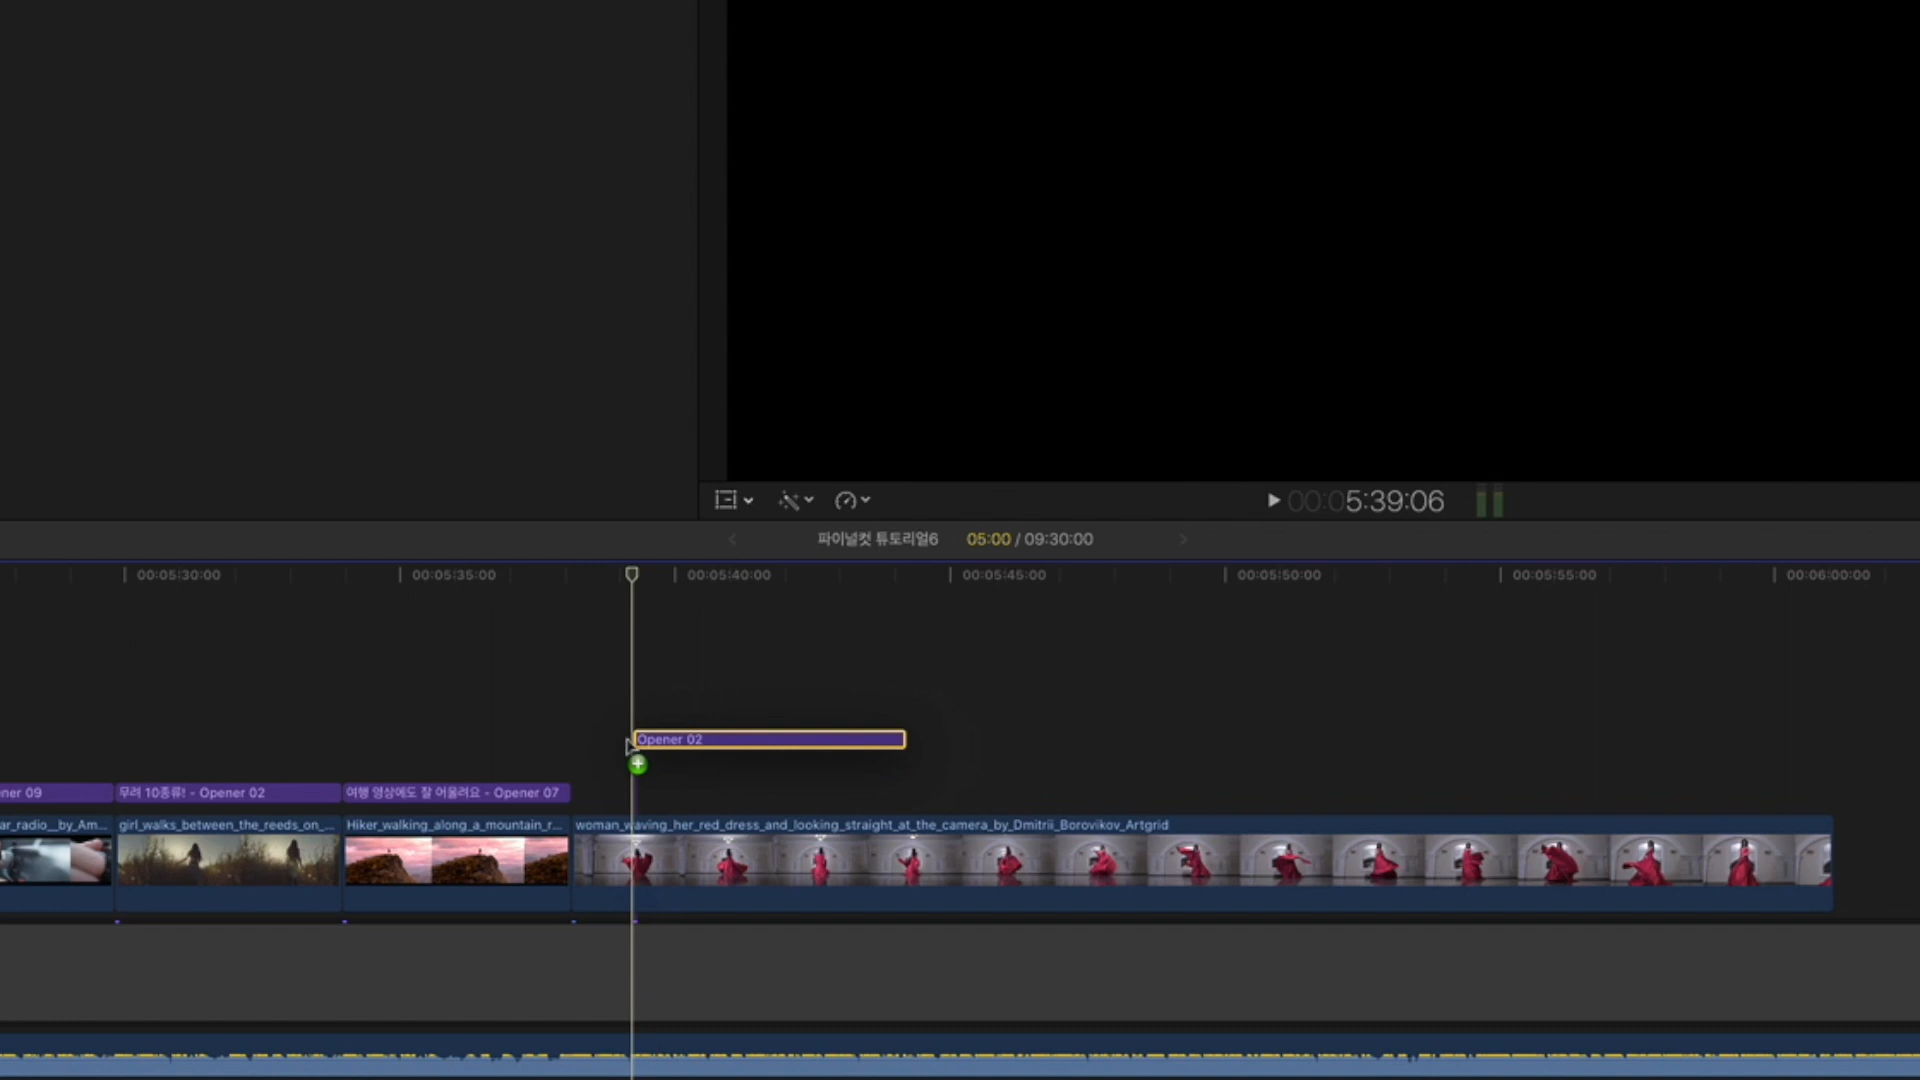 00:05:39:06
파이널컷 튜토리얼6 05:00 / 09:30:00
00:05:30:00 00:05:35:00 00:05:40:00 00:05:45:00 00:05:50:00 00:05:55:00 00:06:00:00
Opener 02
ner 09 무려 10종류! - Opener 02 여행 영상에도 잘 어울려요 - Opener 07
ar_radio__by_Am... girl_walks_between_the_reeds_on_... Hiker_walking_along_a_mountain_r... woman_waving_her_red_dress_and_looking_straight_at_the_camera_by_Dmitrii_Borovikov_Artgrid